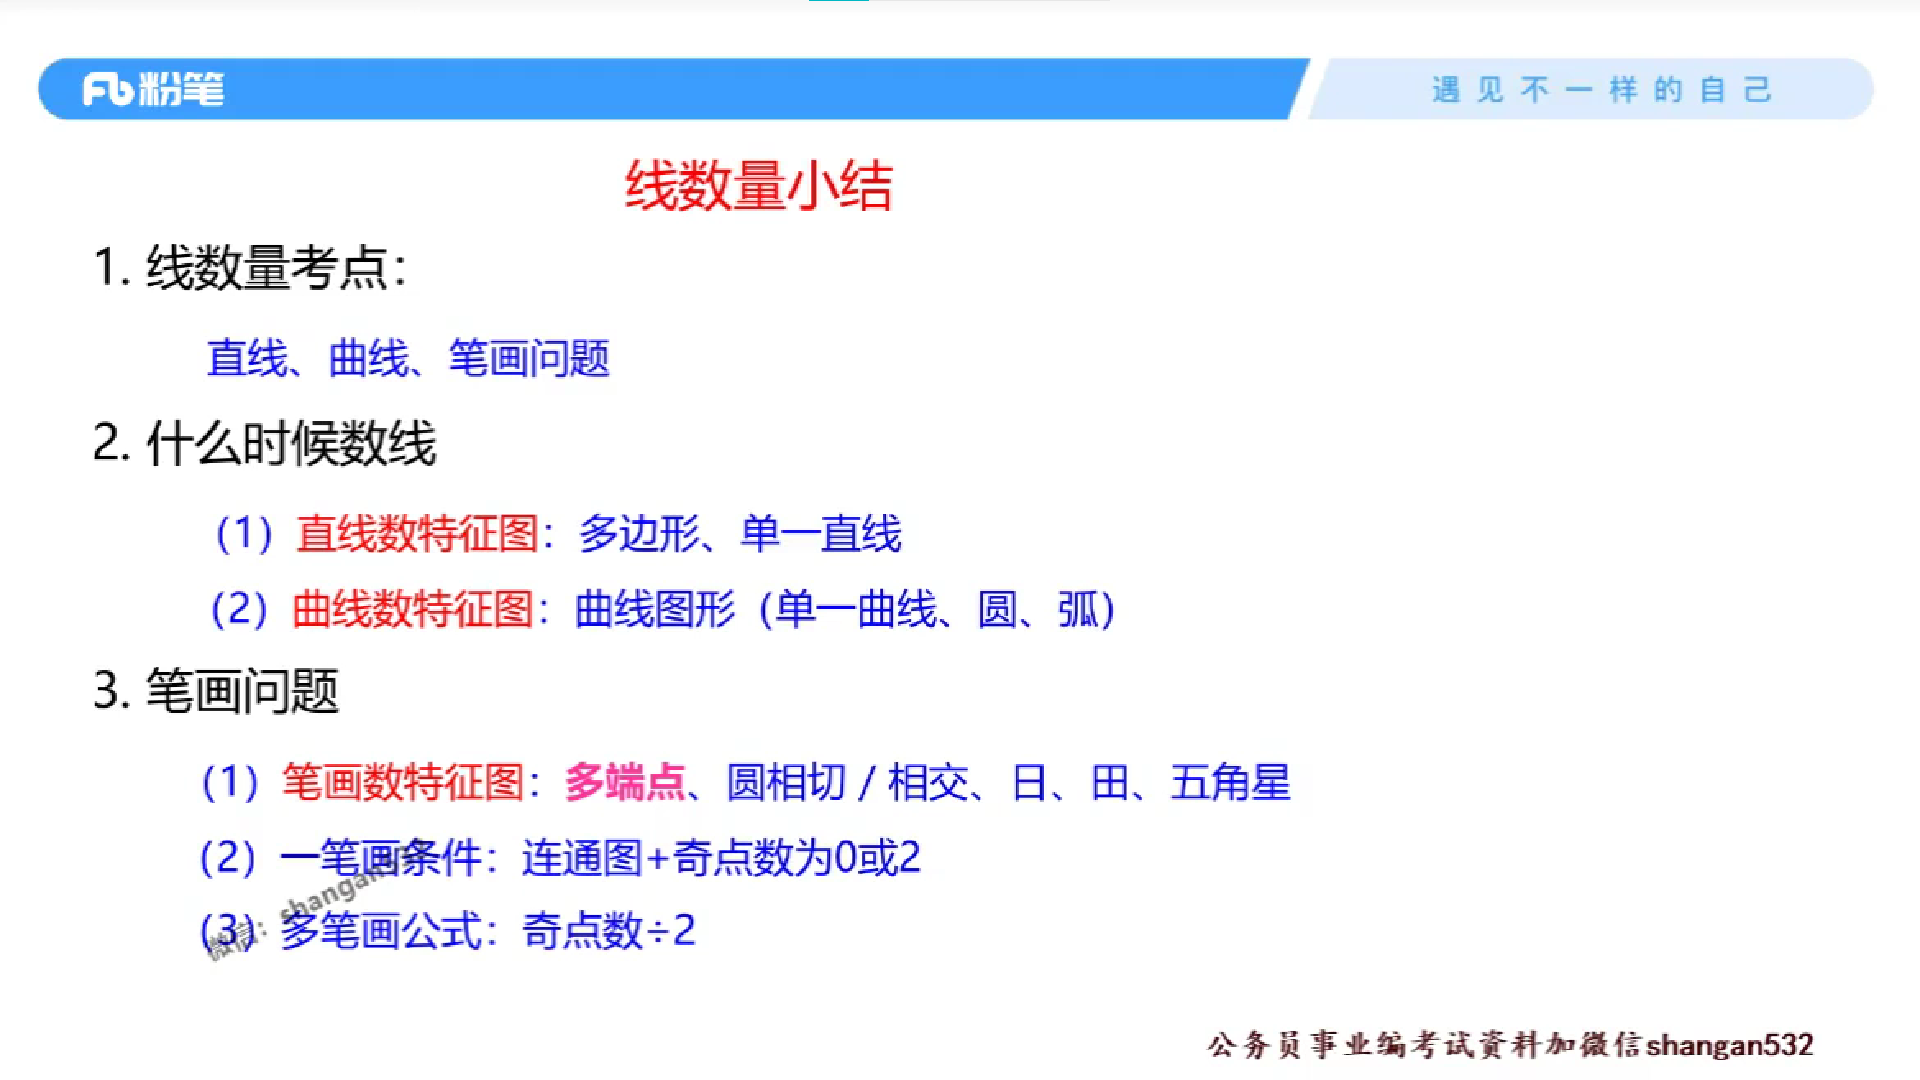 粉笔
遇见不一样的自己
线数量小结
1. 线数量考点：
直线、曲线、笔画问题
2. 什么时候数线
（1）直线数特征图：多边形、单一直线
（2）曲线数特征图：曲线图形（单一曲线、圆、弧）
3. 笔画问题
（1）笔画数特征图：多端点、圆相切 / 相交、日、田、五角星
（2）一笔画条件：连通图+奇点数为0或2
（3）多笔画公式：奇点数÷2
微信：shangan
公务员事业编考试资料加微信shangan532